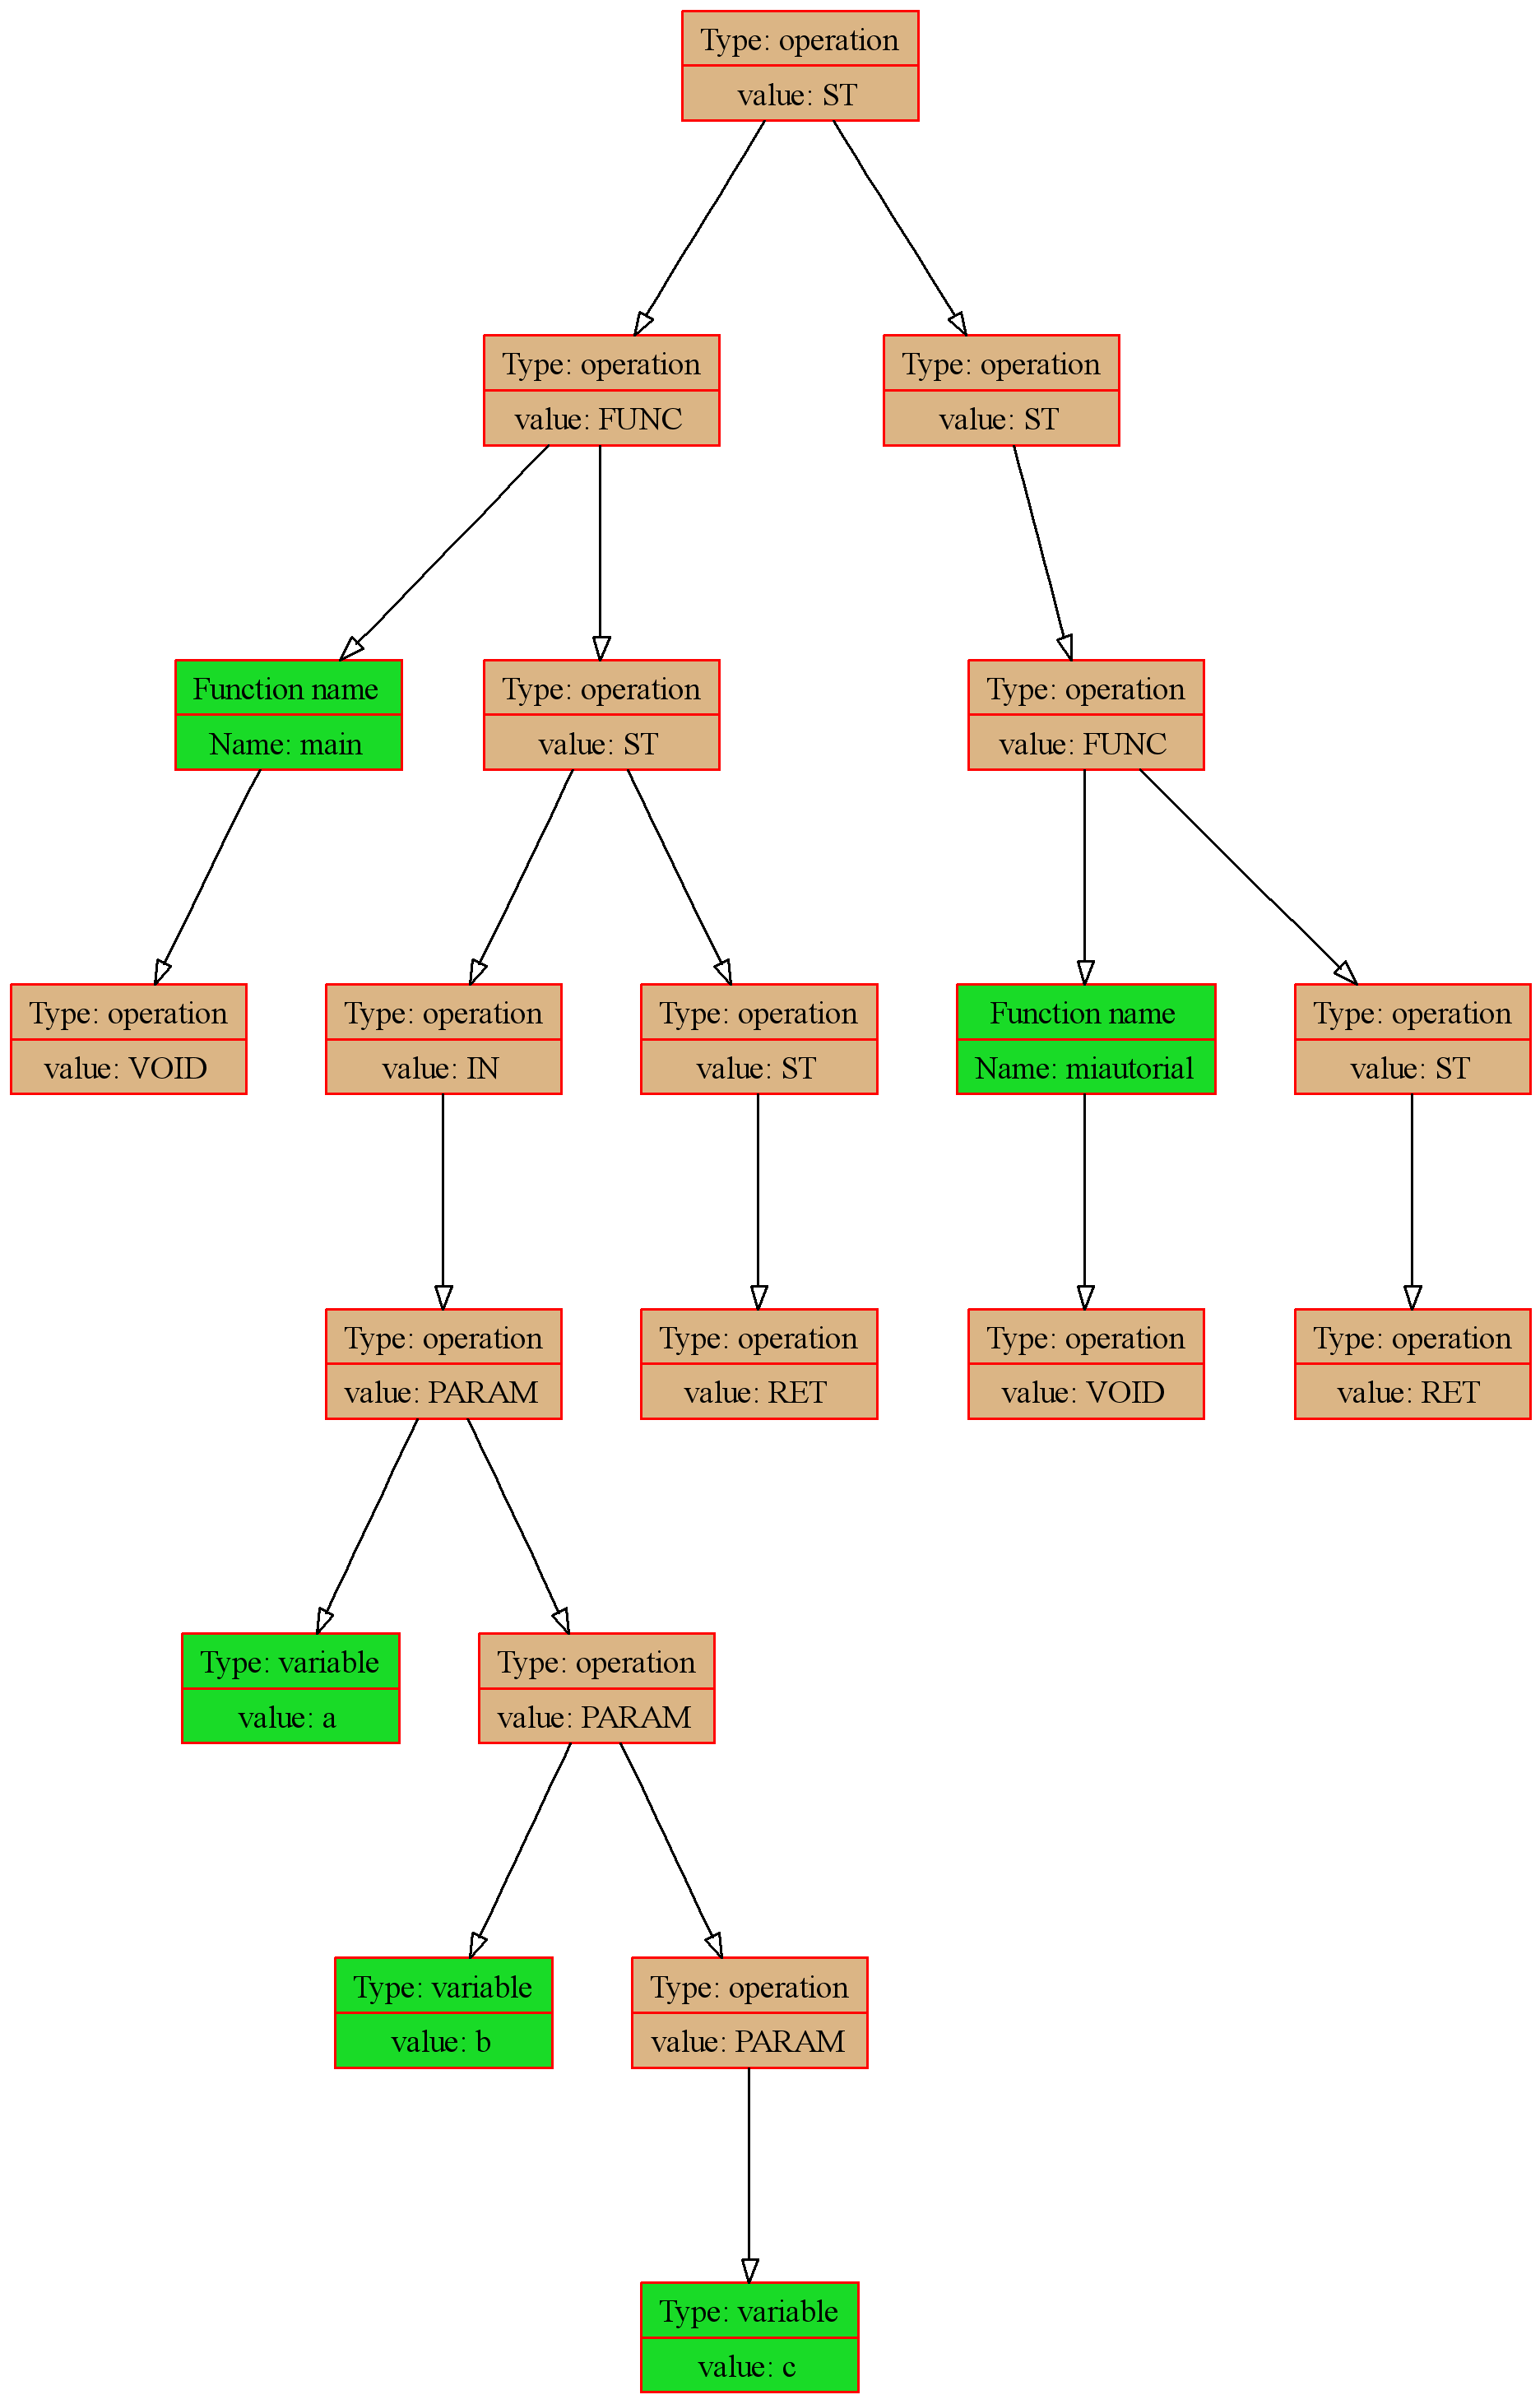 Type: operation
value: ST
Type: operation
value: FUNC
Type: operation
value: ST
Function name
Name: main
Type: operation
value: ST
Type: operation
value: FUNC
Type: operation
value: VOID
Type: operation
value: IN
Type: operation
value: ST
Function name
Name: miautorial
Type: operation
value: ST
Type: operation
value: PARAM
Type: operation
value: RET
Type: operation
value: VOID
Type: operation
value: RET
Type: variable
value: a
Type: operation
value: PARAM
Type: variable
value: b
Type: operation
value: PARAM
Type: variable
value: c